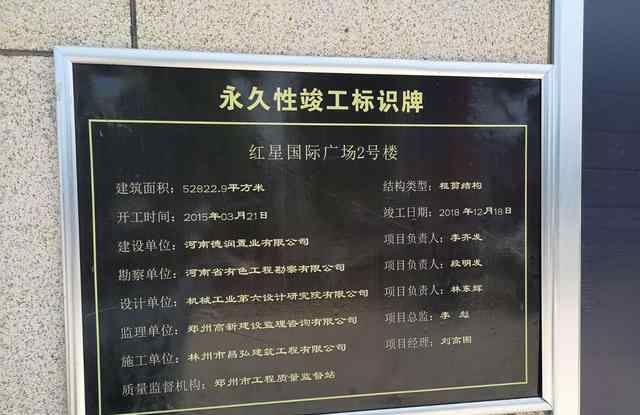 永久性竣工标识牌
红星国际广场2号楼
建筑面积：52822.9平方米 结构类型：框剪结构
开工时间：2015年03月21日 竣工日期：2018年12月18日
建设单位：河南德润置业有限公司 项目负责人：李齐发
勘察单位：河南省有色工程勘察有限公司 项目负责人：段明发
设计单位：机械工业第六设计研究院有限公司 项目负责人：林东辉
监理单位：郑州高新建设监理咨询有限公司 项目总监：李彪
施工单位：林州市昌弘建筑工程有限公司 项目经理：刘高困
质量监督机构：郑州市工程质量监督站